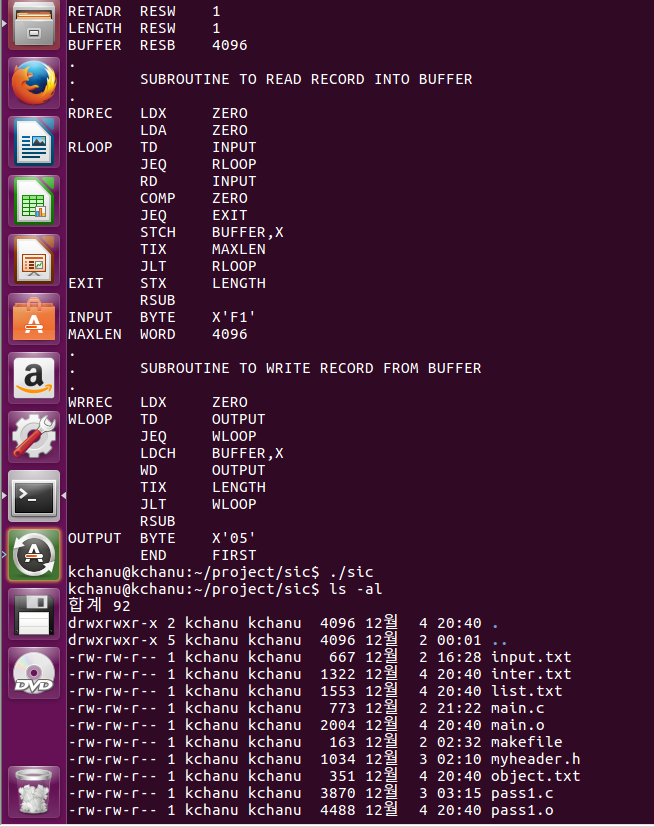 RETADR  RESW    1
LENGTH  RESW    1
BUFFER  RESB    4096
.
.       SUBROUTINE TO READ RECORD INTO BUFFER
.
RDREC   LDX     ZERO
        LDA     ZERO
RLOOP   TD      INPUT
        JEQ     RLOOP
        RD      INPUT
        COMP    ZERO
        JEQ     EXIT
        STCH    BUFFER,X
        TIX     MAXLEN
        JLT     RLOOP
EXIT    STX     LENGTH
        RSUB
INPUT   BYTE    X'F1'
MAXLEN  WORD    4096
.
.       SUBROUTINE TO WRITE RECORD FROM BUFFER
.
WRREC   LDX     ZERO
WLOOP   TD      OUTPUT
        JEQ     WLOOP
        LDCH    BUFFER,X
        WD      OUTPUT
        TIX     LENGTH
        JLT     WLOOP
        RSUB
OUTPUT  BYTE    X'05'
        END     FIRST
kchanu@kchanu:~/project/sic$ ./sic
kchanu@kchanu:~/project/sic$ ls -al
합계 92
drwxrwxr-x 2 kchanu kchanu  4096 12월  4 20:40 .
drwxrwxr-x 5 kchanu kchanu  4096 12월  2 00:01 ..
-rw-rw-r-- 1 kchanu kchanu   667 12월  2 16:28 input.txt
-rw-rw-r-- 1 kchanu kchanu  1322 12월  4 20:40 inter.txt
-rw-rw-r-- 1 kchanu kchanu  1553 12월  4 20:40 list.txt
-rw-rw-r-- 1 kchanu kchanu   773 12월  2 21:22 main.c
-rw-rw-r-- 1 kchanu kchanu  2004 12월  4 20:40 main.o
-rw-rw-r-- 1 kchanu kchanu   163 12월  2 02:32 makefile
-rw-rw-r-- 1 kchanu kchanu  1034 12월  3 02:10 myheader.h
-rw-rw-r-- 1 kchanu kchanu   351 12월  4 20:40 object.txt
-rw-rw-r-- 1 kchanu kchanu  3870 12월  3 03:15 pass1.c
-rw-rw-r-- 1 kchanu kchanu  4488 12월  4 20:40 pass1.o